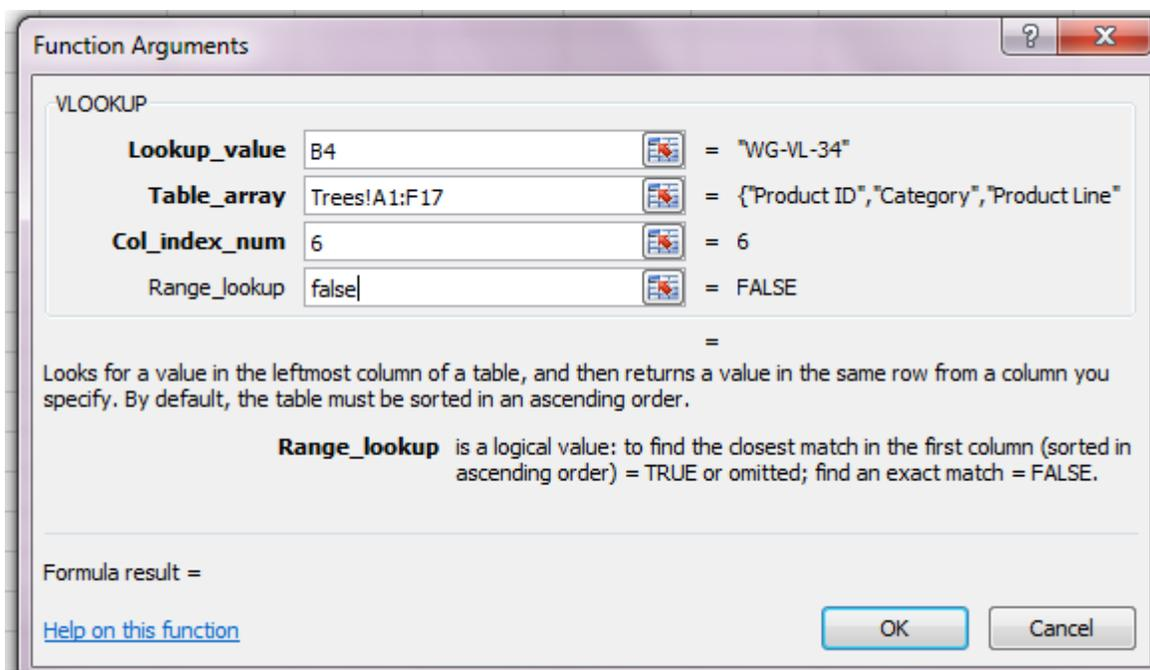 Function Arguments
VLOOKUP
Lookup_value B4 = "WG-VL-34"
Table_array Trees!A1:F17 = {"Product ID","Category","Product Line"
Col_index_num 6 = 6
Range_lookup false = FALSE
=
Looks for a value in the leftmost column of a table, and then returns a value in the same row from a column you
specify. By default, the table must be sorted in an ascending order.
Range_lookup is a logical value: to find the closest match in the first column (sorted in
ascending order) = TRUE or omitted; find an exact match = FALSE.
Formula result =
Help on this function OK Cancel